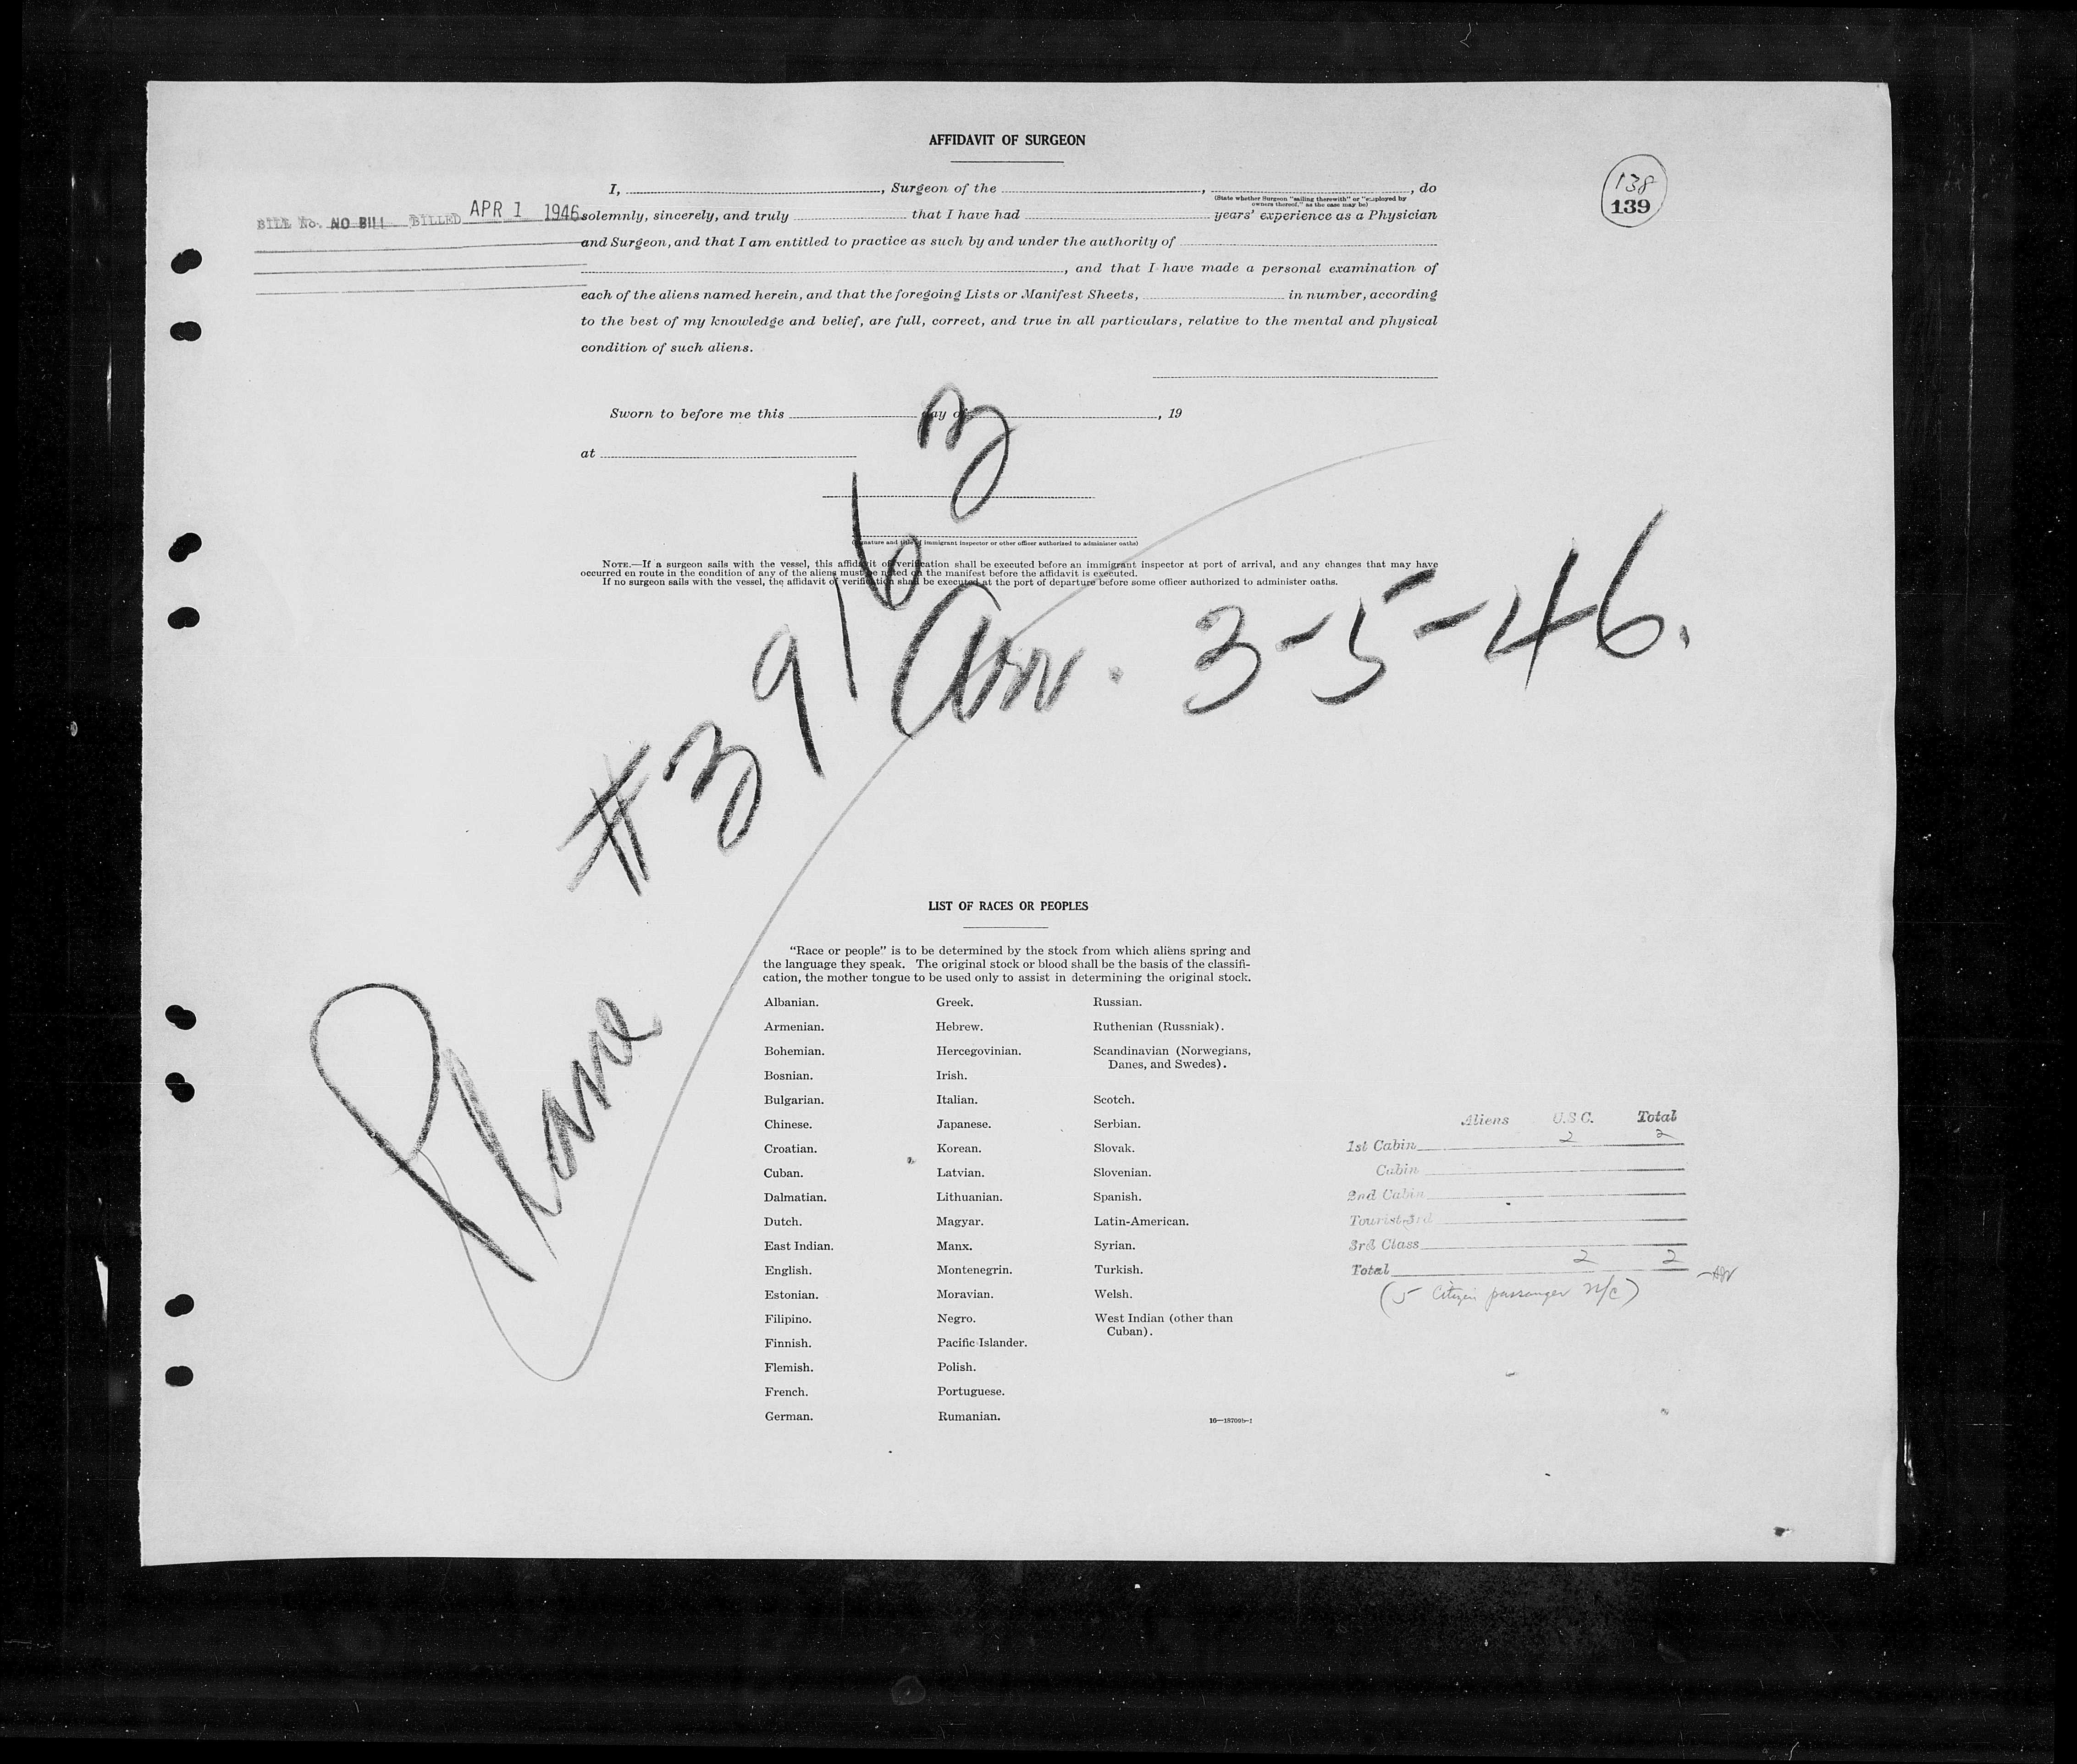 AFFIDAVIT OF SURGEON
138
139
I, , Surgeon of the , , do
(State whether Surgeon "sailing therewith" or "employed by
owners thereof," as the case may be)
BILL No. NO BILL BILLED APR 1 1946
solemnly, sincerely, and truly that I have had years' experience as a Physician
and Surgeon, and that I am entitled to practice as such by and under the authority of
, and that I have made a personal examination of
each of the aliens named herein, and that the foregoing Lists or Manifest Sheets, in number, according
to the best of my knowledge and belief, are full, correct, and true in all particulars, relative to the mental and physical
condition of such aliens.
Sworn to before me this day of , 19
at
(Signature and title of immigrant inspector or other officer authorized to administer oaths)
NOTE.—If a surgeon sails with the vessel, this affidavit of verification shall be executed before an immigrant inspector at port of arrival, and any changes that may have
occurred en route in the condition of any of the aliens must be noted on the manifest before the affidavit is executed.
If no surgeon sails with the vessel, the affidavit of verification shall be executed at the port of departure before some officer authorized to administer oaths.
Plane #39163
Arr. 3-5-46.
LIST OF RACES OR PEOPLES
"Race or people" is to be determined by the stock from which aliens spring and
the language they speak. The original stock or blood shall be the basis of the classifi-
cation, the mother tongue to be used only to assist in determining the original stock.
Albanian.
Armenian.
Bohemian.
Bosnian.
Bulgarian.
Chinese.
Croatian.
Cuban.
Dalmatian.
Dutch.
East Indian.
English.
Estonian.
Filipino.
Finnish.
Flemish.
French.
German.
Greek.
Hebrew.
Hercegovinian.
Irish.
Italian.
Japanese.
Korean.
Latvian.
Lithuanian.
Magyar.
Manx.
Montenegrin.
Moravian.
Negro.
Pacific Islander.
Polish.
Portuguese.
Rumanian.
Russian.
Ruthenian (Russniak).
Scandinavian (Norwegians,
Danes, and Swedes).
Scotch.
Serbian.
Slovak.
Slovenian.
Spanish.
Latin-American.
Syrian.
Turkish.
Welsh.
West Indian (other than
Cuban).
Aliens U.S.C. Total
1st Cabin 2 2
Cabin
2nd Cabin
Tourist-3rd
3rd Class
Total 2 2
(5 Citizen passenger N/C)